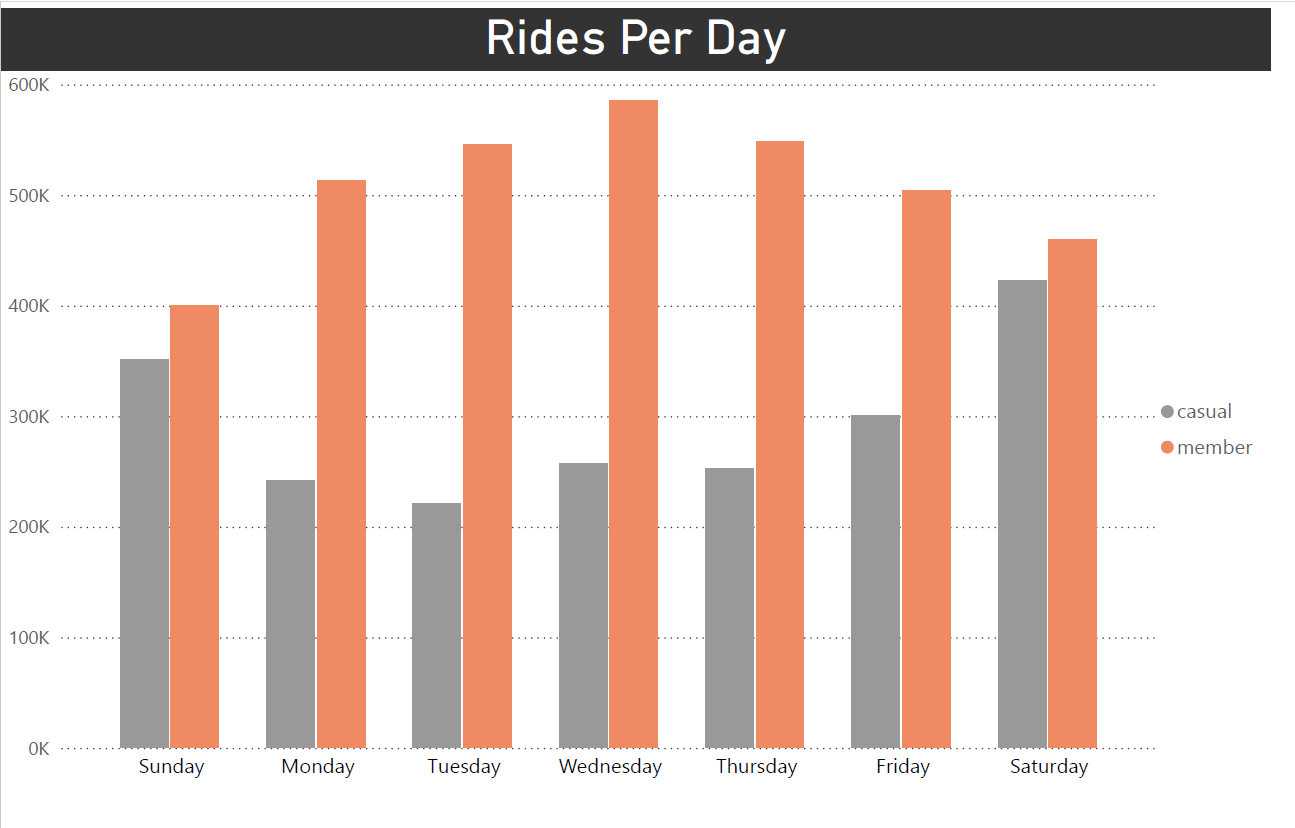 Rides Per Day
600K
500K
400K
300K
200K
100K
0K
casual
member
Sunday Monday Tuesday Wednesday Thursday Friday Saturday